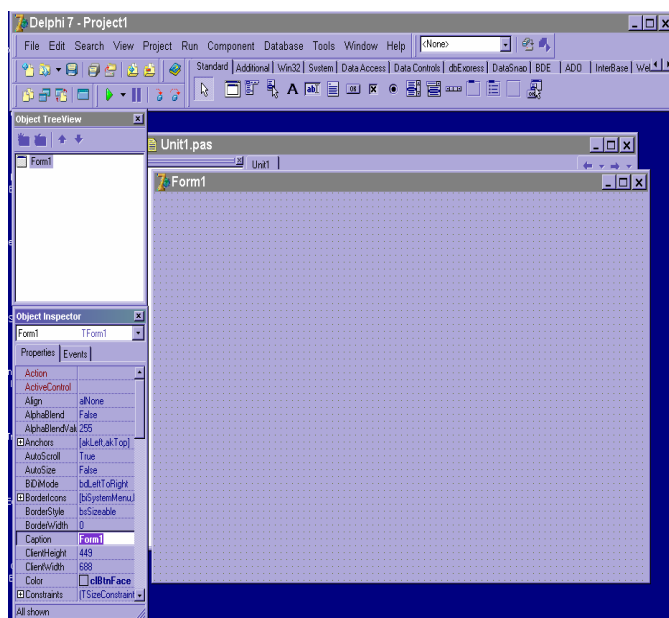 Delphi 7 - Project1
File Edit Search View Project Run Component Database Tools Window Help <None>
Standard Additional Win32 System Data Access Data Controls dbExpress DataSnap BDE ADO InterBase
Object TreeView
Form1
Unit1.pas
Unit1
Form1
Object Inspector
Form1 TForm1
Properties Events
Action
ActiveControl
Align alNone
AlphaBlend False
AlphaBlendVal 255
Anchors [akLeft,akTop]
AutoScroll True
AutoSize False
BiDiMode bdLeftToRight
BorderIcons [biSystemMenu,
BorderStyle bsSizeable
BorderWidth 0
Caption Form1
ClientHeight 449
ClientWidth 688
Color clBtnFace
Constraints (TSizeConstraint
All shown